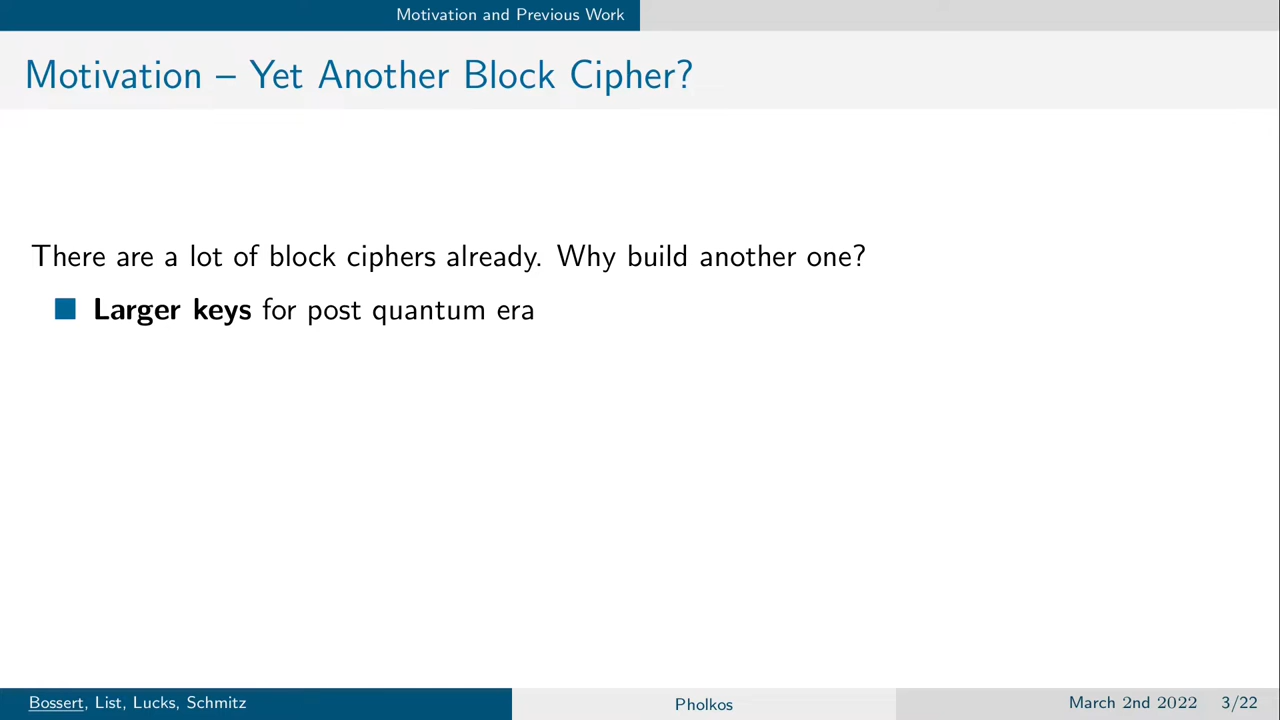 Motivation and Previous Work
Motivation – Yet Another Block Cipher?
There are a lot of block ciphers already. Why build another one?
Larger keys for post quantum era
Bossert, List, Lucks, Schmitz
Pholkos
March 2nd 2022 3/22